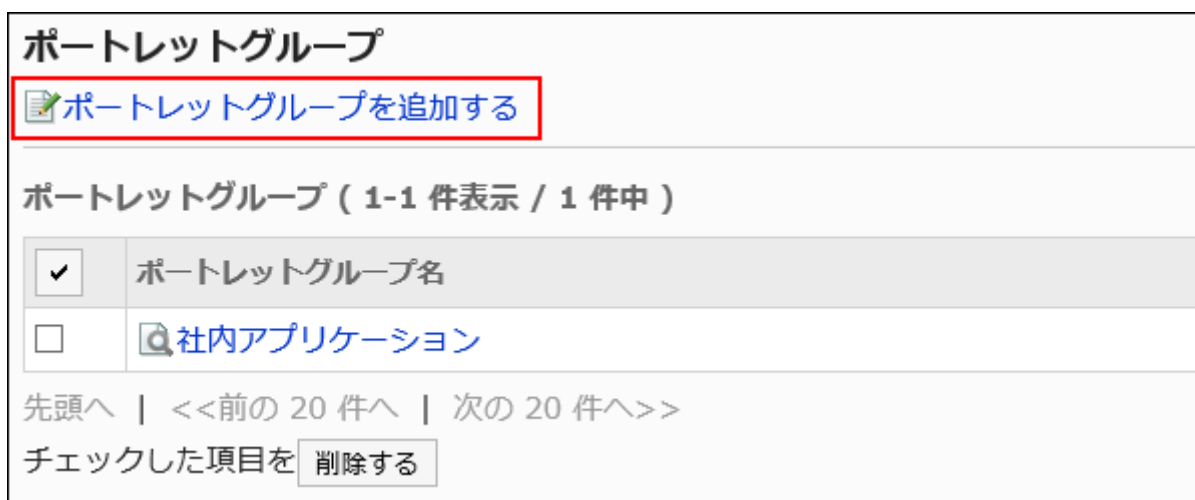 ポートレットグループ
ポートレットグループを追加する
ポートレットグループ ( 1-1 件表示 / 1 件中 )
ポートレットグループ名
社内アプリケーション
先頭へ | <<前の 20 件へ | 次の 20 件へ>>
チェックした項目を 削除する